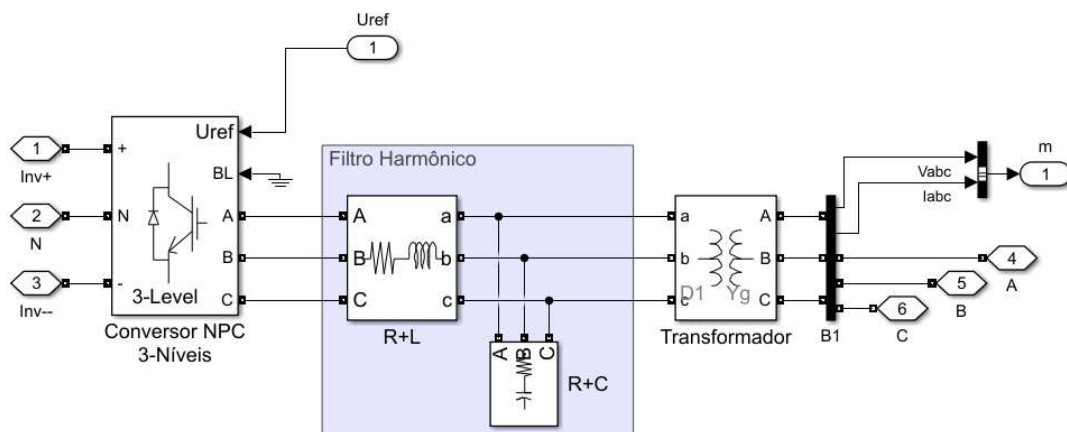 Uref
1
1
Inv+
2
N
3
Inv--
+
N
-
Uref
BL
A
B
C
3-Level
Conversor NPC
3-Níveis
Filtro Harmônico
A
B
C
a
b
c
R+L
A
B
C
R+C
a
b
c
D1
Yg
A
B
C
Transformador
B1
Vabc
Iabc
m
1
4
A
5
B
6
C